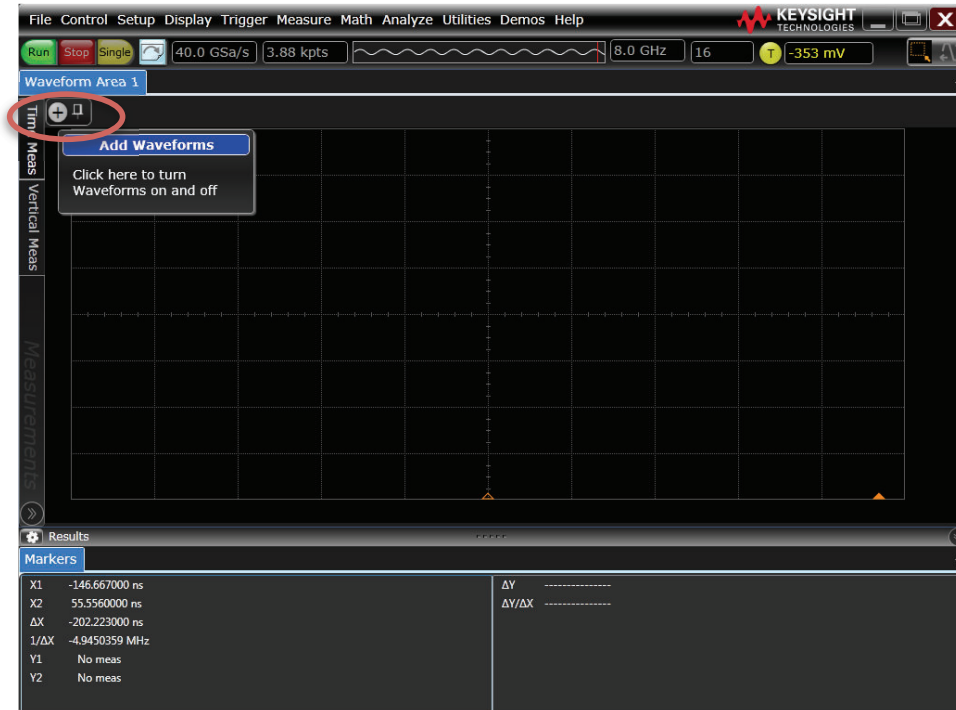 File Control Setup Display Trigger Measure Math Analyze Utilities Demos Help
KEYSIGHT
TECHNOLOGIES
Run Stop Single 40.0 GSa/s 3.88 kpts 8.0 GHz 16 T -353 mV
Waveform Area 1
Time Meas
Vertical Meas
Measurements
Add Waveforms
Click here to turn
Waveforms on and off
Results
Markers
X1 -146.667000 ns
X2 55.5560000 ns
ΔX -202.223000 ns
1/ΔX -4.9450359 MHz
Y1 No meas
Y2 No meas
ΔY ---------------
ΔY/ΔX ---------------